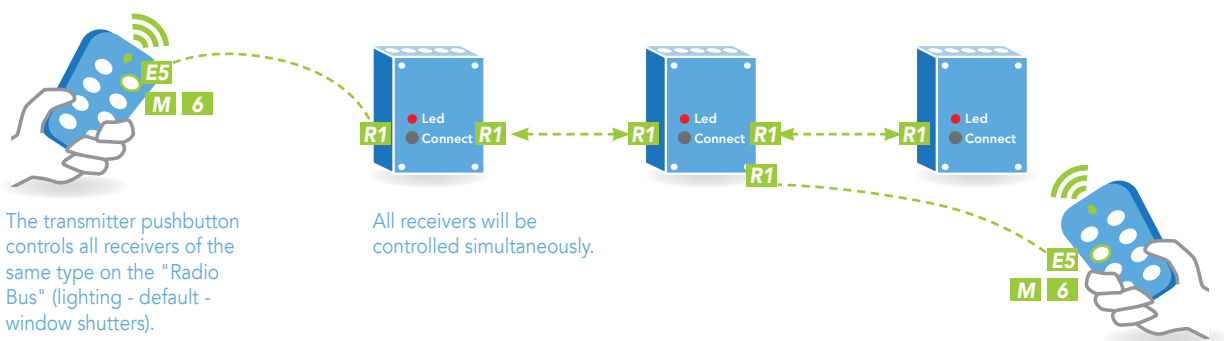 E5
M 6
R1
Led
Connect
R1
R1
Led
Connect
R1
R1
R1
Led
Connect
The transmitter pushbutton
controls all receivers of the
same type on the "Radio
Bus" (lighting - default -
window shutters).
All receivers will be
controlled simultaneously.
E5
M 6